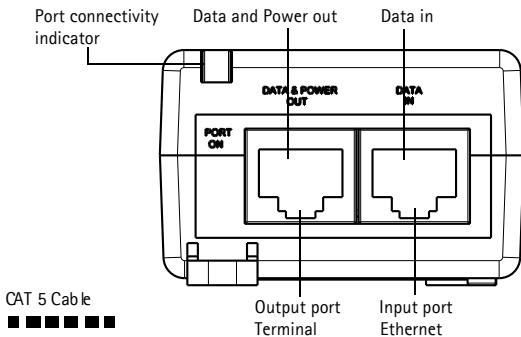 Port connectivity
indicator
Data and Power out
Data in
DATA & POWER
OUT
DATA
IN
PORT
ON
CAT 5 Cable
Output port
Terminal
Input port
Ethernet